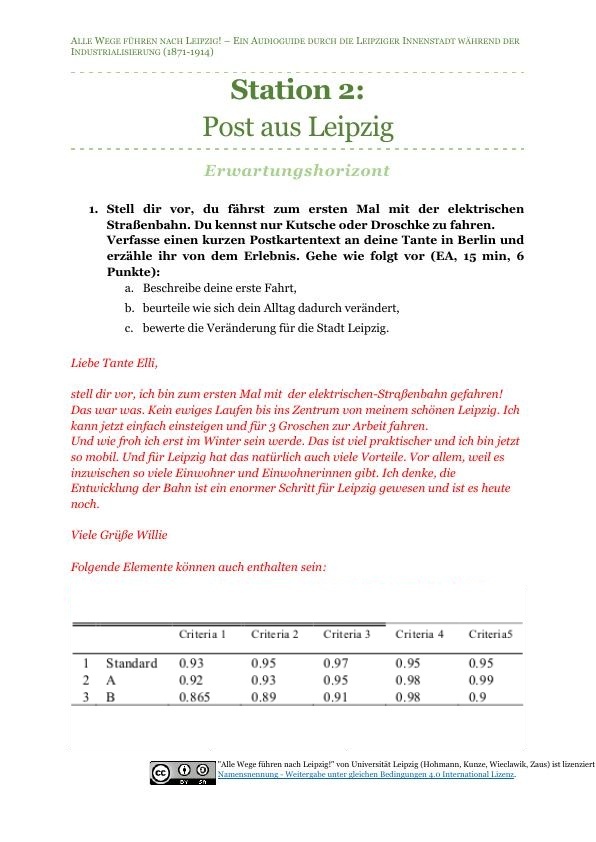 ALLE WEGE FÜHREN NACH LEIPZIG! – EIN AUDIOGUIDE DURCH DIE LEIPZIGER INNENSTADT WÄHREND DER
INDUSTRIALISIERUNG (1871-1914)
Station 2:
Post aus Leipzig
Erwartungshorizont
1. Stell dir vor, du fährst zum ersten Mal mit der elektrischen
Straßenbahn. Du kennst nur Kutsche oder Droschke zu fahren.
Verfasse einen kurzen Postkartentext an deine Tante in Berlin und
erzähle ihr von dem Erlebnis. Gehe wie folgt vor (EA, 15 min, 6
Punkte):
a. Beschreibe deine erste Fahrt,
b. beurteile wie sich dein Alltag dadurch verändert,
c. bewerte die Veränderung für die Stadt Leipzig.
Liebe Tante Elli,
stell dir vor, ich bin zum ersten Mal mit der elektrischen-Straßenbahn gefahren!
Das war was. Kein ewiges Laufen bis ins Zentrum von meinem schönen Leipzig. Ich
kann jetzt einfach einsteigen und für 3 Groschen zur Arbeit fahren.
Und wie froh ich erst im Winter sein werde. Das ist viel praktischer und ich bin jetzt
so mobil. Und für Leipzig hat das natürlich auch viele Vorteile. Vor allem, weil es
inzwischen so viele Einwohner und Einwohnerinnen gibt. Ich denke, die
Entwicklung der Bahn ist ein enormer Schritt für Leipzig gewesen und ist es heute
noch.
Viele Grüße Willie
Folgende Elemente können auch enthalten sein:
Criteria 1 Criteria 2 Criteria 3 Criteria 4 Criteria5
1 Standard 0.93 0.95 0.97 0.95 0.95
2 A 0.92 0.93 0.95 0.98 0.99
3 B 0.865 0.89 0.91 0.98 0.9
cc BY SA "Alle Wege führen nach Leipzig!" von Universität Leipzig (Hohmann, Kunze, Wieclawik, Zaus) ist lizenziert
Namensnennung - Weitergabe unter gleichen Bedingungen 4.0 International Lizenz.